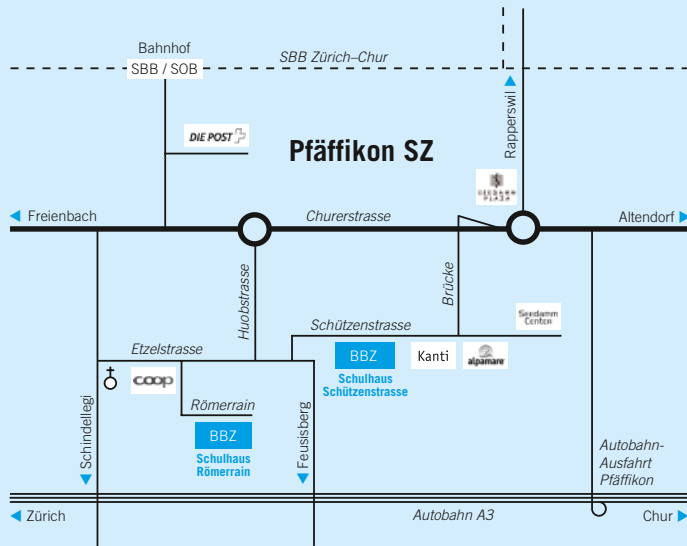 Bahnhof
SBB / SOB
SBB Zürich–Chur
Rapperswil
DIE POST
Pfäffikon SZ
SEEDAMM
PLAZA
Freienbach
Churerstrasse
Altendorf
Huobstrasse
Brücke
Seedamm
Center
Schützenstrasse
Etzelstrasse
BBZ
Kanti
alpamare
Schulhaus
Schützenstrasse
coop
Römerrain
BBZ
Schulhaus
Römerrain
Schindellegi
Feusisberg
Autobahn-
Ausfahrt
Pfäffikon
Zürich
Autobahn A3
Chur